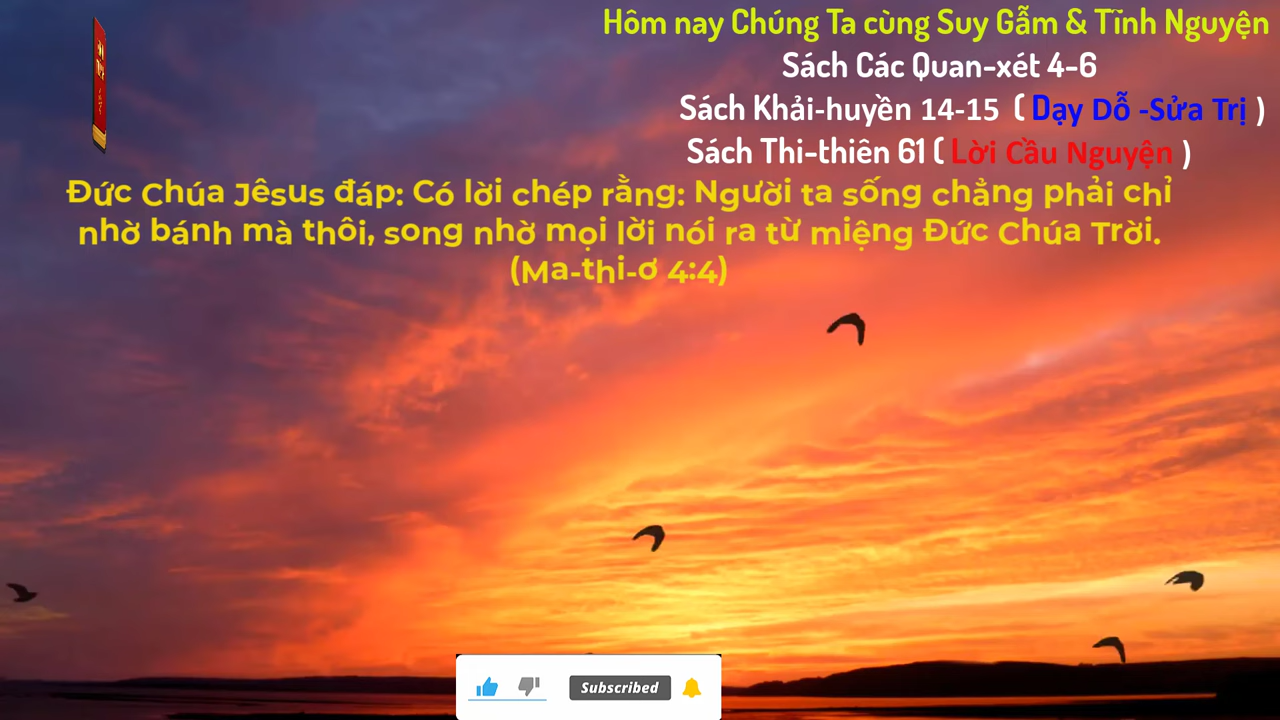 Hôm nay Chúng Ta cùng Suy Gẫm & Tĩnh Nguyện
Sách Các Quan-xét 4-6
Sách Khải-huyền 14-15 ( Dạy Dỗ -Sửa Trị )
Sách Thi-thiên 61 ( Lời Cầu Nguyện )
Đức Chúa Jêsus đáp: Có lời chép rằng: Người ta sống chẳng phải chỉ
nhờ bánh mà thôi, song nhờ mọi lời nói ra từ miệng Đức Chúa Trời.
(Ma-thi-ơ 4:4)
Subscribed